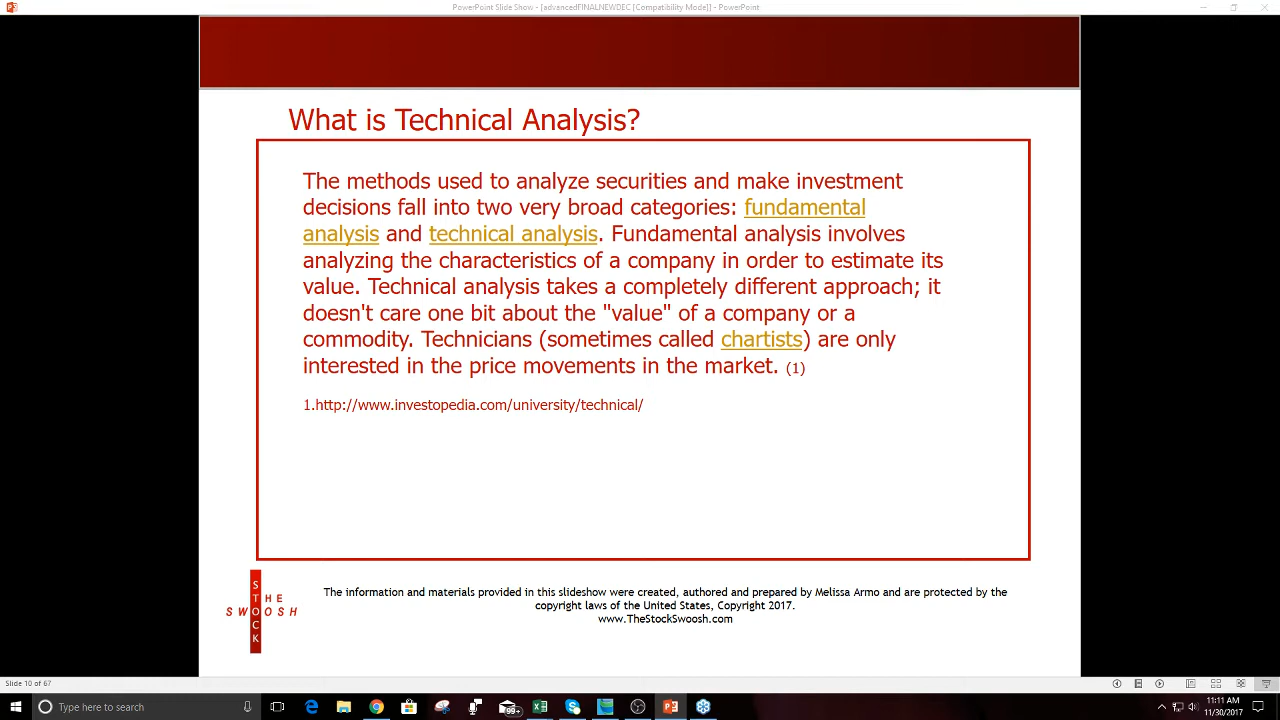 PowerPoint Slide Show - [advancedFINALNEWDEC [Compatibility Mode]] - PowerPoint
What is Technical Analysis?
The methods used to analyze securities and make investment
decisions fall into two very broad categories: fundamental
analysis and technical analysis. Fundamental analysis involves
analyzing the characteristics of a company in order to estimate its
value. Technical analysis takes a completely different approach; it
doesn't care one bit about the "value" of a company or a
commodity. Technicians (sometimes called chartists) are only
interested in the price movements in the market. (1)
1.http://www.investopedia.com/university/technical/
THE
STOCK
SWOOSH
The information and materials provided in this slideshow were created, authored and prepared by Melissa Armo and are protected by the
copyright laws of the United States, Copyright 2017.
www.TheStockSwoosh.com
Slide 10 of 67
Type here to search
99+
11:11 AM
11/30/2017